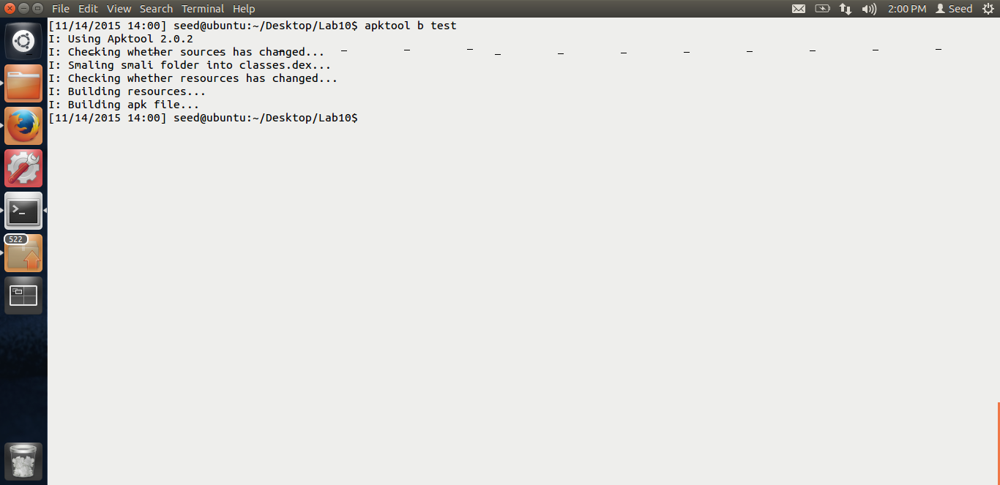 File Edit View Search Terminal Help 2:00 PM Seed
[11/14/2015 14:00] seed@ubuntu:~/Desktop/Lab10$ apktool b test
I: Using Apktool 2.0.2
I: Checking whether sources has changed...
I: Smaling smali folder into classes.dex...
I: Checking whether resources has changed...
I: Building resources...
I: Building apk file...
[11/14/2015 14:00] seed@ubuntu:~/Desktop/Lab10$
>_
522